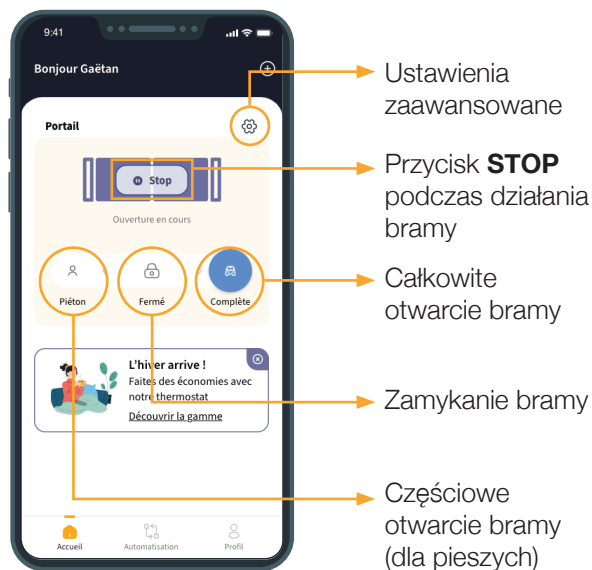 9:41
Bonjour Gaëtan
Portail
Stop
Ouverture en cours
Piéton
Fermé
Complète
L'hiver arrive !
Faites des économies avec
notre thermostat
Découvrir la gamme
Accueil
Automatisation
Profil
Ustawienia
zaawansowane
Przycisk STOP
podczas działania
bramy
Całkowite
otwarcie bramy
Zamykanie bramy
Częściowe
otwarcie bramy
(dla pieszych)